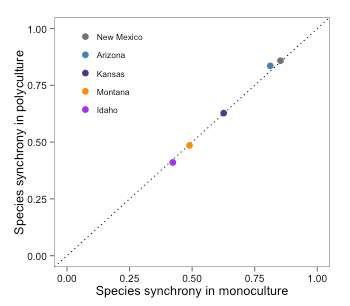 Species synchrony in polyculture
1.00
0.75
0.50
0.25
0.00
New Mexico
Arizona
Kansas
Montana
Idaho
0.00 0.25 0.50 0.75 1.00
Species synchrony in monoculture